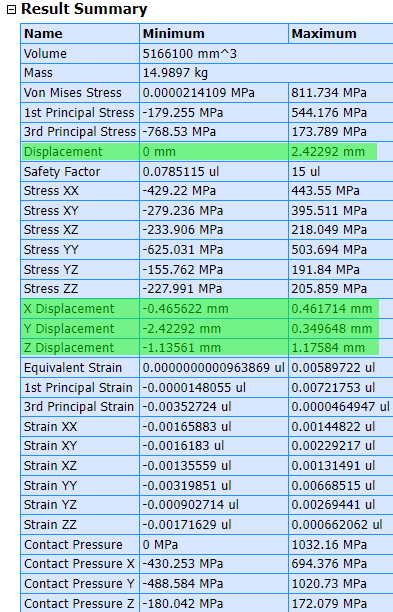 Result Summary
Name Minimum Maximum
Volume 5166100 mm^3
Mass 14.9897 kg
Von Mises Stress 0.0000214109 MPa 811.734 MPa
1st Principal Stress -179.255 MPa 544.176 MPa
3rd Principal Stress -768.53 MPa 173.789 MPa
Displacement 0 mm 2.42292 mm
Safety Factor 0.0785115 ul 15 ul
Stress XX -429.22 MPa 443.55 MPa
Stress XY -279.236 MPa 395.511 MPa
Stress XZ -233.906 MPa 218.049 MPa
Stress YY -625.031 MPa 503.694 MPa
Stress YZ -155.762 MPa 191.84 MPa
Stress ZZ -227.991 MPa 205.859 MPa
X Displacement -0.465622 mm 0.461714 mm
Y Displacement -2.42292 mm 0.349648 mm
Z Displacement -1.13561 mm 1.17584 mm
Equivalent Strain 0.0000000000963869 ul 0.00589722 ul
1st Principal Strain -0.0000148055 ul 0.00721753 ul
3rd Principal Strain -0.00352724 ul 0.0000464947 ul
Strain XX -0.00165883 ul 0.00144822 ul
Strain XY -0.0016183 ul 0.00229217 ul
Strain XZ -0.00135559 ul 0.00131491 ul
Strain YY -0.00319851 ul 0.00668515 ul
Strain YZ -0.000902714 ul 0.00269441 ul
Strain ZZ -0.00171629 ul 0.000662062 ul
Contact Pressure 0 MPa 1032.16 MPa
Contact Pressure X -430.253 MPa 694.376 MPa
Contact Pressure Y -488.584 MPa 1020.73 MPa
Contact Pressure Z -180.042 MPa 172.079 MPa